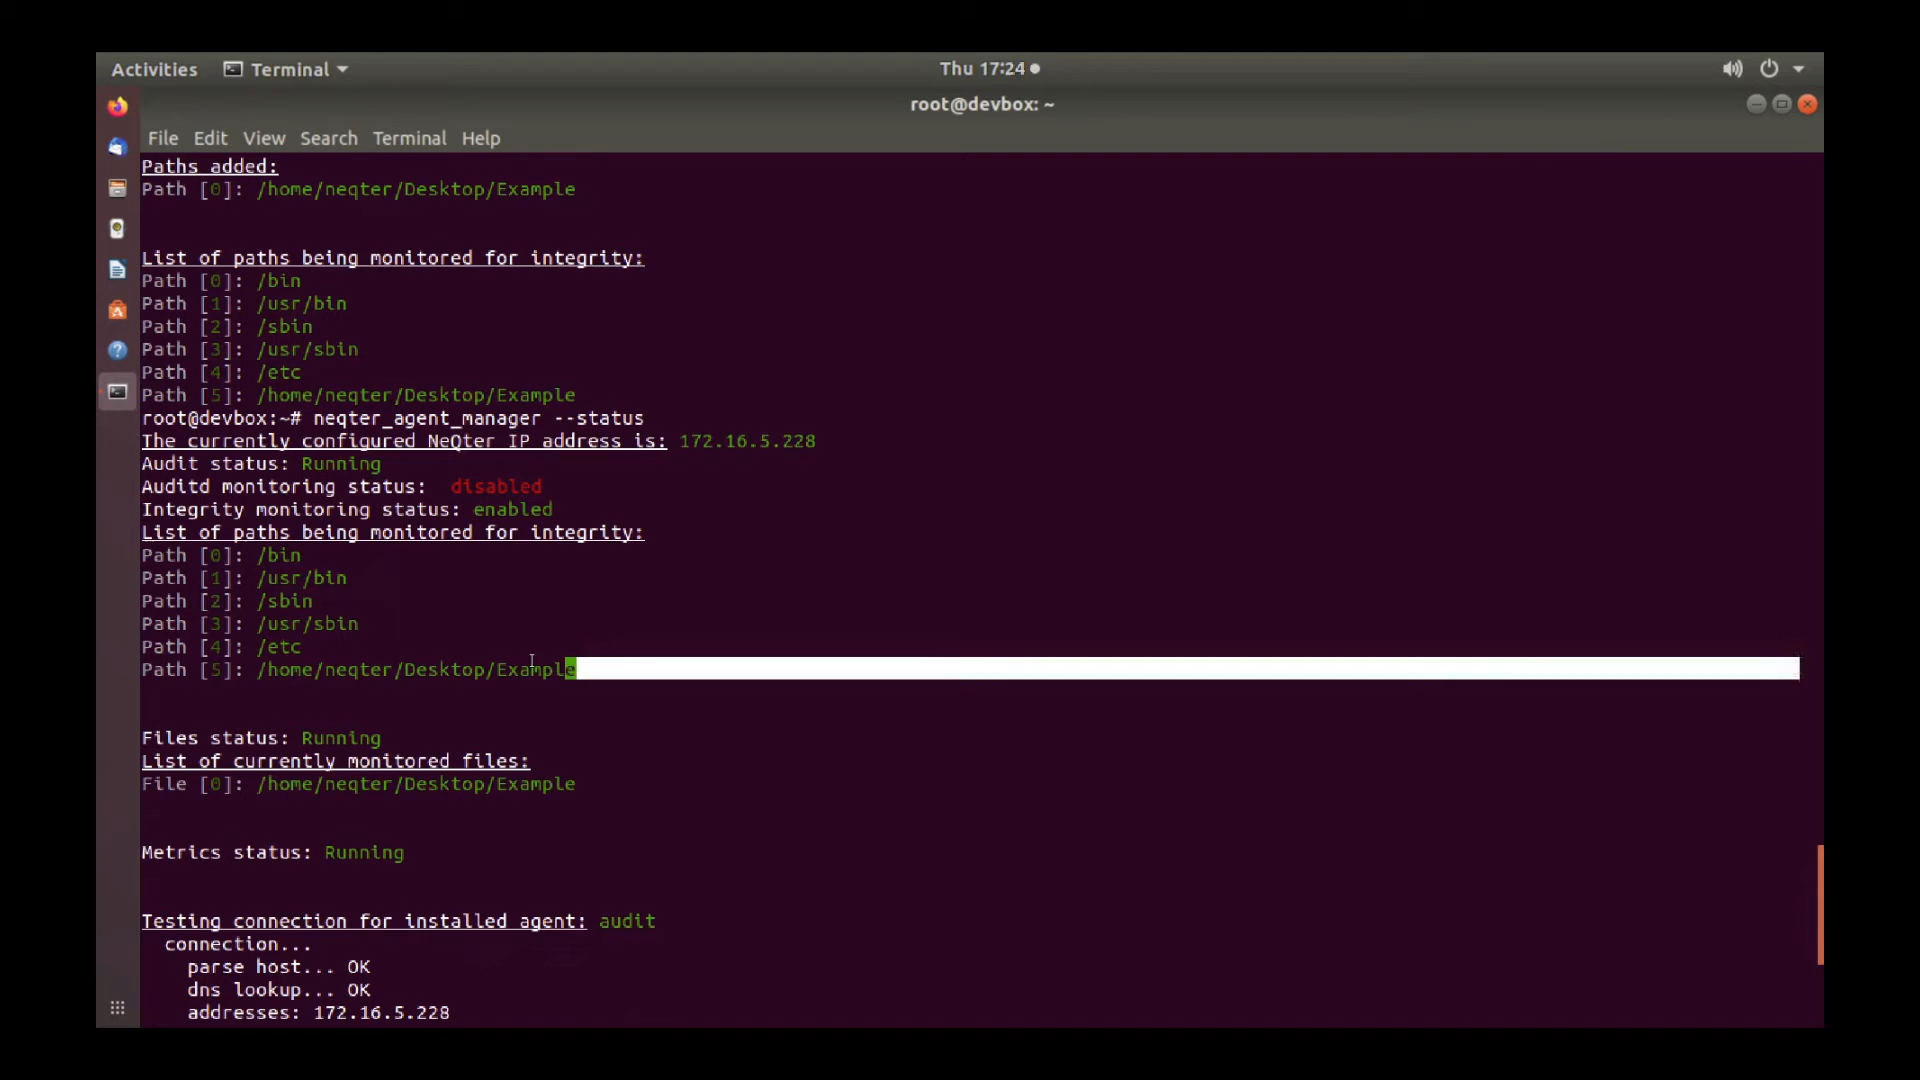 Activities Terminal Thu 17:24
root@devbox: ~
File Edit View Search Terminal Help
Paths added:
Path [0]: /home/neqter/Desktop/Example
List of paths being monitored for integrity:
Path [0]: /bin
Path [1]: /usr/bin
Path [2]: /sbin
Path [3]: /usr/sbin
Path [4]: /etc
Path [5]: /home/neqter/Desktop/Example
root@devbox:~# neqter_agent_manager --status
The currently configured NeQter IP address is: 172.16.5.228
Audit status: Running
Auditd monitoring status:  disabled
Integrity monitoring status: enabled
List of paths being monitored for integrity:
Path [0]: /bin
Path [1]: /usr/bin
Path [2]: /sbin
Path [3]: /usr/sbin
Path [4]: /etc
Path [5]: /home/neqter/Desktop/Example
Files status: Running
List of currently monitored files:
File [0]: /home/neqter/Desktop/Example
Metrics status: Running
Testing connection for installed agent: audit
connection...
parse host... OK
dns lookup... OK
addresses: 172.16.5.228